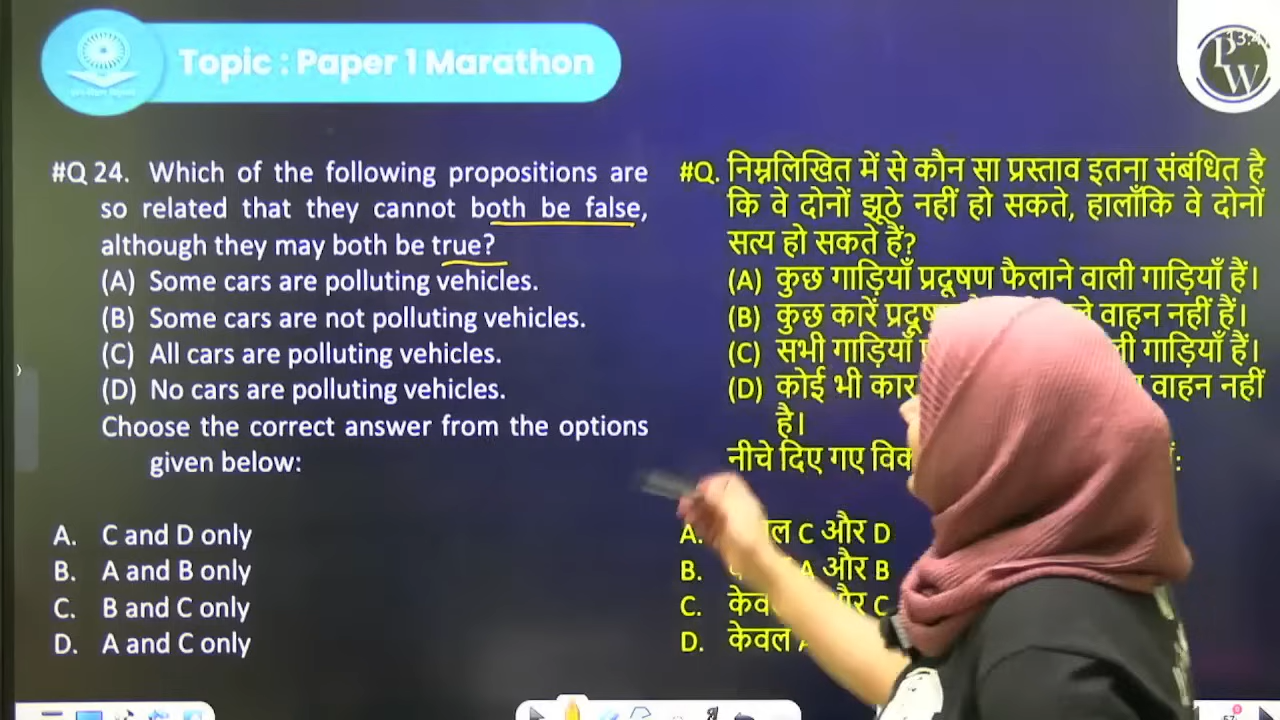 Topic : Paper 1 Marathon
PW
#Q 24. Which of the following propositions are
so related that they cannot both be false,
although they may both be true?
(A) Some cars are polluting vehicles.
(B) Some cars are not polluting vehicles.
(C) All cars are polluting vehicles.
(D) No cars are polluting vehicles.
Choose the correct answer from the options
given below:
A. C and D only
B. A and B only
C. B and C only
D. A and C only
#Q. निम्नलिखित में से कौन सा प्रस्ताव इतना संबंधित है
कि वे दोनों झूठे नहीं हो सकते, हालाँकि वे दोनों
सत्य हो सकते हैं?
(A) कुछ गाड़ियाँ प्रदूषण फैलाने वाली गाड़ियाँ हैं।
(B) कुछ कारें वाहन नहीं हैं।
(C) सभी गाड़ियाँ गाड़ियाँ हैं।
(D) कोई भी कार वाहन नहीं
है।
नीचे दिए गए
A. C और D
B. A और B
C. C
D. केवल